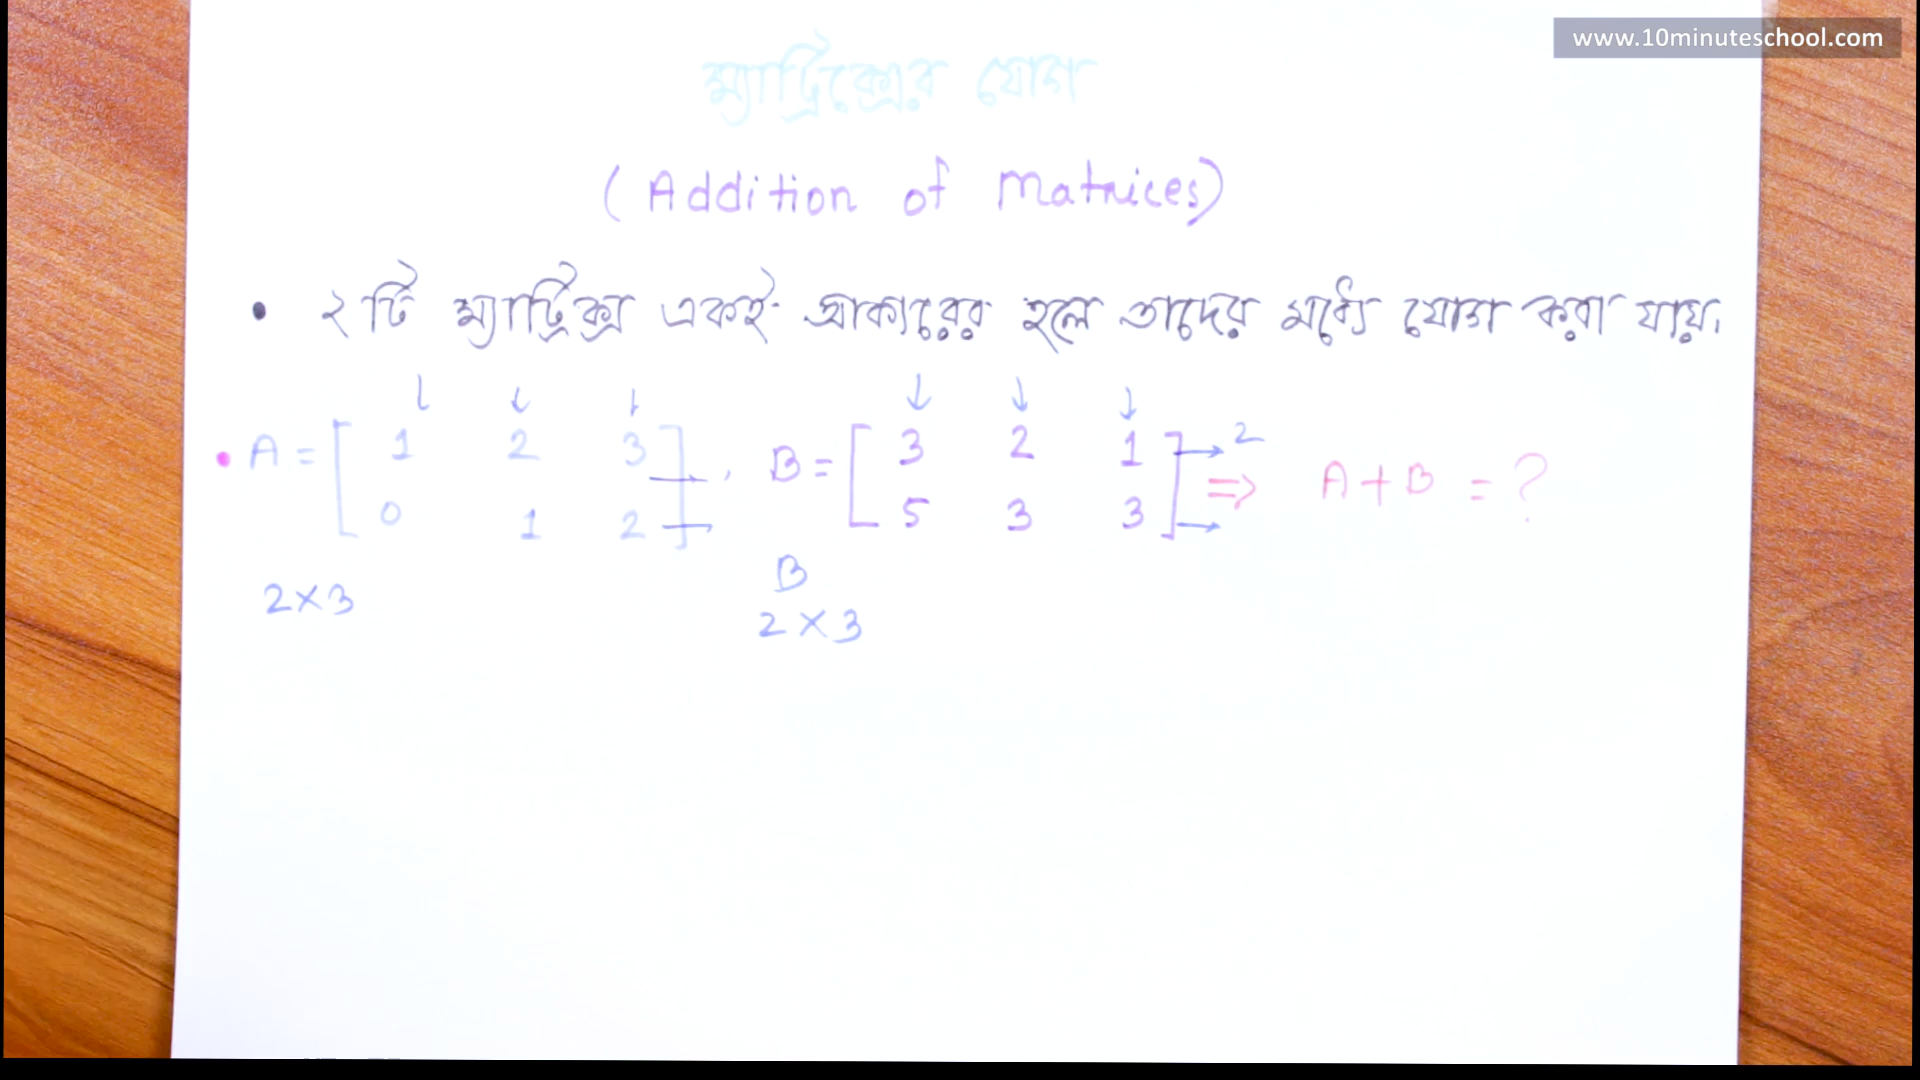 www.10minuteschool.com
ম্যাট্রিক্সের যোগ
(Addition of Matrices)
• ২টি ম্যাট্রিক্স একই আকারের হলে তাদের মধ্যে যোগ করা যায়।
↓ ↓ ↓ ↓ ↓ ↓
• A = [ 1 2 3 ] → , B = [ 3 2 1 ] → 2 ⇒ A + B = ?
0 1 2 → 5 3 3 →
B
2×3 2×3